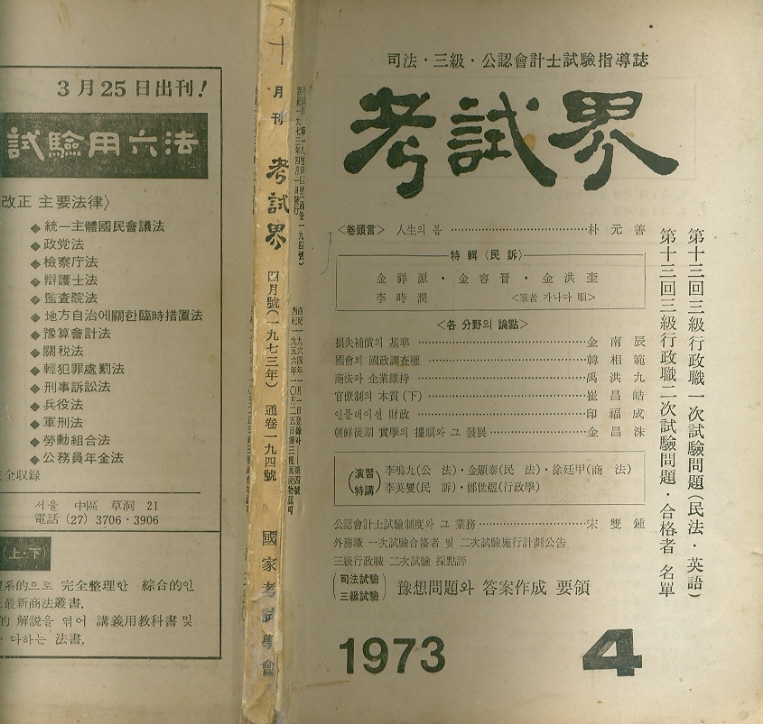 司法·三級·公認會計士試驗指導誌
考試界
<卷頭言> 人生의 봄 朴元善
特輯<民訴>
金祥源·金容晋·金洪奎
李時潤 <筆者 가나다 順>
<各 分野의 論點>
損失補償의 基準 金南辰
國會의 國政調査權 韓相範
商法과 企業維持 禹洪九
官僚制의 本質(下) 崔昌晧
인플레이션 財政 印福成
朝鮮後期 實學의 擡頭와 그 發展 金昌洙
(演習 特講)
李鳴九(公法)·金顯泰(民法)·徐廷甲(商法)
李英燮(民訴)·鄭世煜(行政學)
公認會計士試驗制度와 그 業務 宋雙鍾
外務職 一次試驗合格者 및 二次試驗施行計劃公告
三級行政職 二次試驗 採點評
(司法試驗 三級試驗) 豫想問題와 答案作成 要領
第十三回三級行政職一次試驗問題(民法·英語)
第十三回三級行政職二次試驗問題·合格者 名單
1973 4
月刊 考試界 四月號(一九七三年) 通卷一九四號 國家考試學會
3月25日出刊!
試驗用六法
改正 主要法律〉
◆統一主體國民會議法
◆政党法
◆檢察庁法
◆辯護士法
◆監査院法
◆地方自治에關한臨時措置法
◆豫算會計法
◆關稅法
◆輕犯罪處罰法
◆刑事訴訟法
◆兵役法
◆軍刑法
◆勞動組合法
◆公務員年金法
全収録
서울 中區 草洞 21
電話 (27) 3706·3906
(上·下)
系的으로 完全整理한 綜合的인
最新商法叢書.
的 解說을 엮어 講義用教科書 및
다하는 法書.